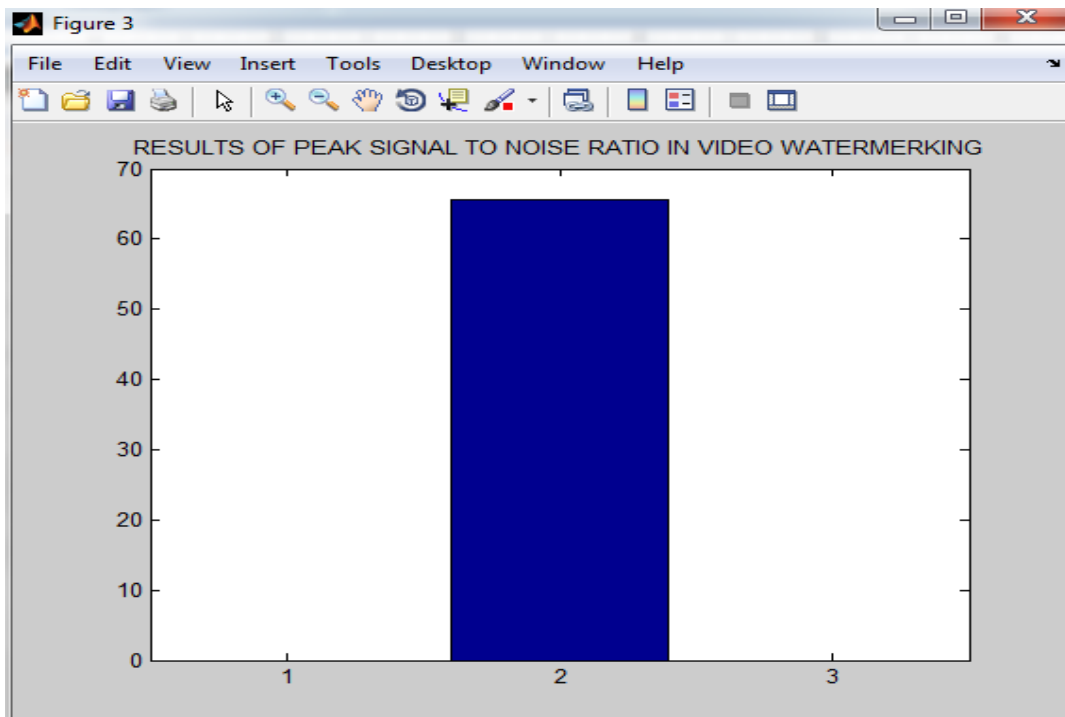 Figure 3
File Edit View Insert Tools Desktop Window Help
RESULTS OF PEAK SIGNAL TO NOISE RATIO IN VIDEO WATERMERKING
70
60
50
40
30
20
10
0
1 2 3